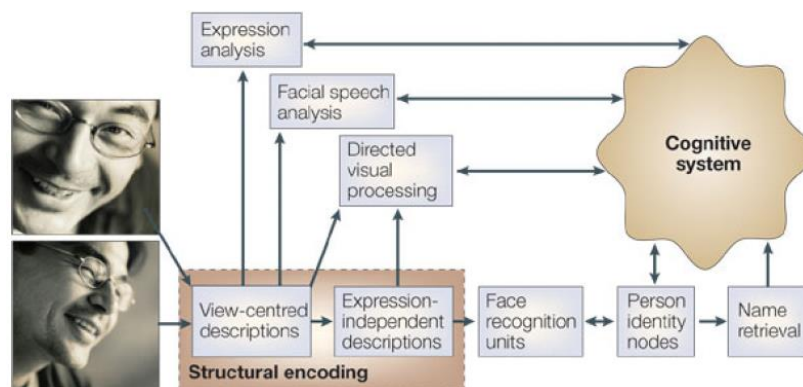 Expression
analysis
Facial speech
analysis
Directed
visual
processing
Cognitive
system
View-centred
descriptions
Expression-
independent
descriptions
Face
recognition
units
Person
identity
nodes
Name
retrieval
Structural encoding